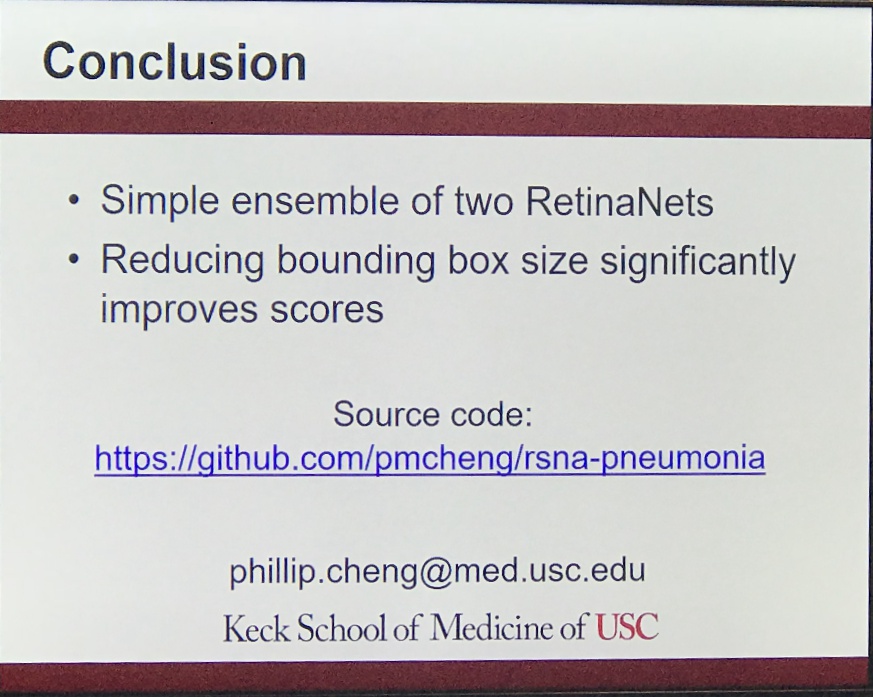 Conclusion
• Simple ensemble of two RetinaNets
• Reducing bounding box size significantly
improves scores
Source code:
https://github.com/pmcheng/rsna-pneumonia
phillip.cheng@med.usc.edu
Keck School of Medicine of USC